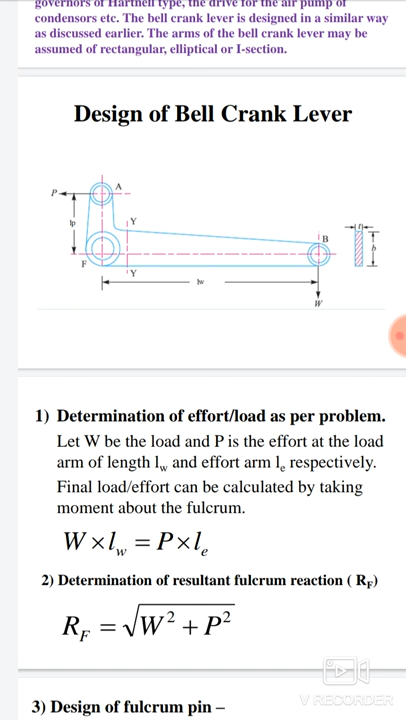 governors of Hartnell type, the drive for the air pump of
condensors etc. The bell crank lever is designed in a similar way
as discussed earlier. The arms of the bell crank lever may be
assumed of rectangular, elliptical or I-section.
Design of Bell Crank Lever
P A
Y
lp
B t
b
F
Y
lw
W
1) Determination of effort/load as per problem.
Let W be the load and P is the effort at the load
arm of length l_w and effort arm l_e respectively.
Final load/effort can be calculated by taking
moment about the fulcrum.
W × l_w = P × l_e
2) Determination of resultant fulcrum reaction ( R_F)
R_F = √W² + P²
3) Design of fulcrum pin –
V RECORDER